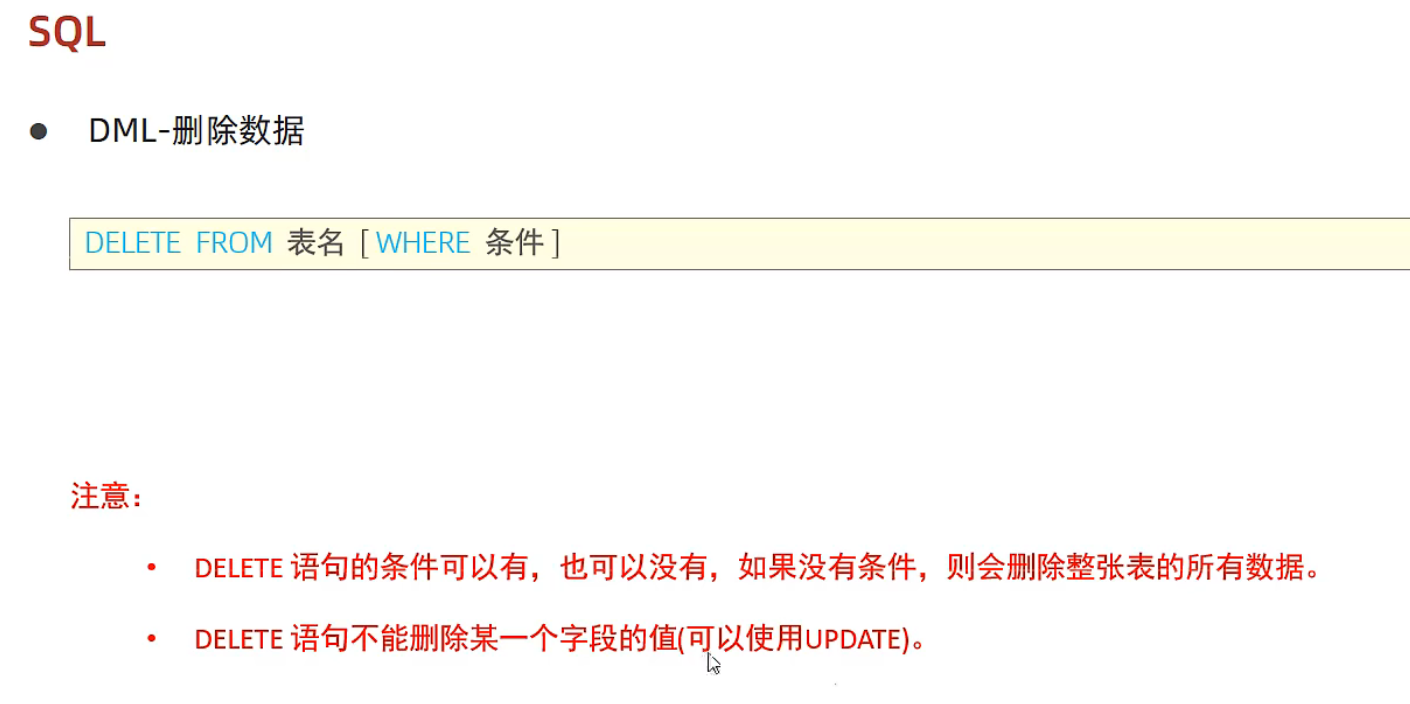 SQL
● DML-删除数据
DELETE FROM 表名 [ WHERE 条件 ]
注意：
• DELETE 语句的条件可以有，也可以没有，如果没有条件，则会删除整张表的所有数据。
• DELETE 语句不能删除某一个字段的值(可以使用UPDATE)。